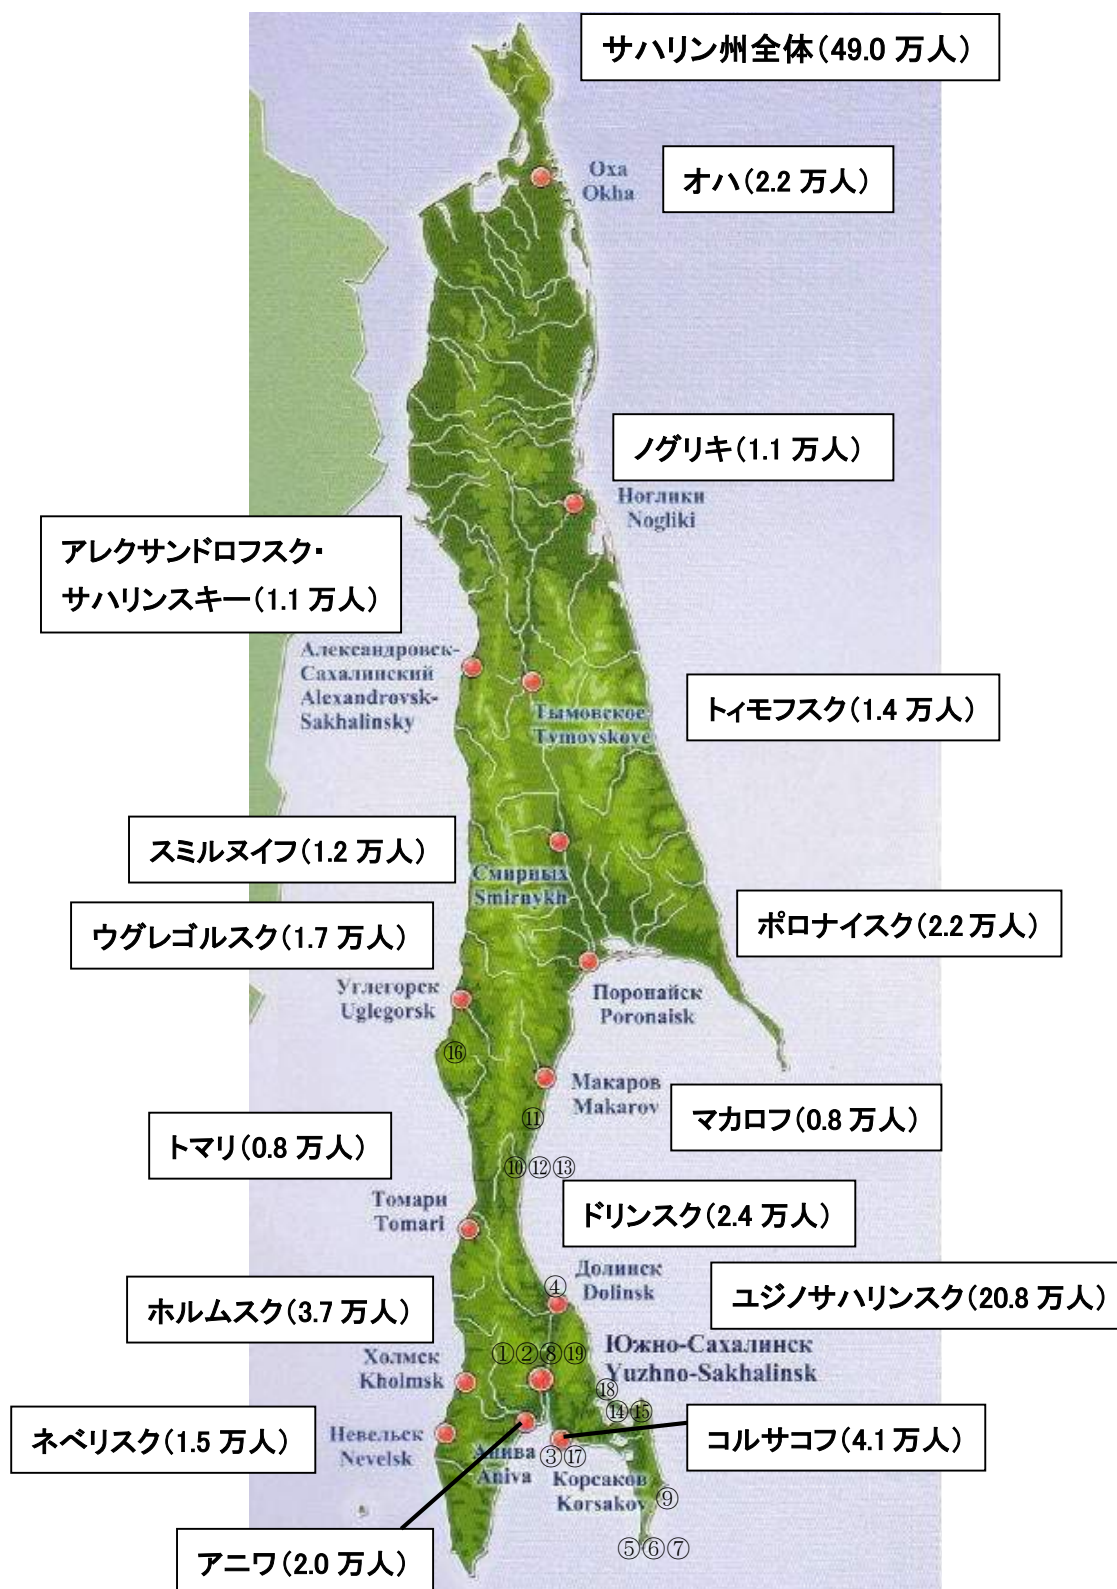 サハリン州全体(49.0 万人)
Оха
Okha
オハ(2.2 万人)
ノグリキ(1.1 万人)
Ноглики
Nogliki
アレクサンドロフスク・
サハリンスキー(1.1 万人)
Александровск-
Сахалинский
Alexandrovsk-
Sakhalinsky
Тымовское
Tymovskoye
トィモフスク(1.4 万人)
スミルヌイフ(1.2 万人)
Смирных
Smirnykh
ウグレゴルスク(1.7 万人)
ポロナイスク(2.2 万人)
Углегорск
Uglegorsk
Поронайск
Poronaisk
⑯
Макаров
Makarov
マカロフ(0.8 万人)
⑪
トマリ(0.8 万人)
⑩⑫⑬
Томари
Tomari
ドリンスク(2.4 万人)
④
Долинск
Dolinsk
ユジノサハリンスク(20.8 万人)
ホルムスク(3.7 万人)
①②⑧⑲
Южно-Сахалинск
Yuzhno-Sakhalinsk
Холмск
Kholmsk
⑱
⑭⑮
ネベリスク(1.5 万人)
Невельск
Nevelsk
コルサコフ(4.1 万人)
Анива
Aniva
③⑰
Корсаков
Korsakov
⑨
⑤⑥⑦
アニワ(2.0 万人)